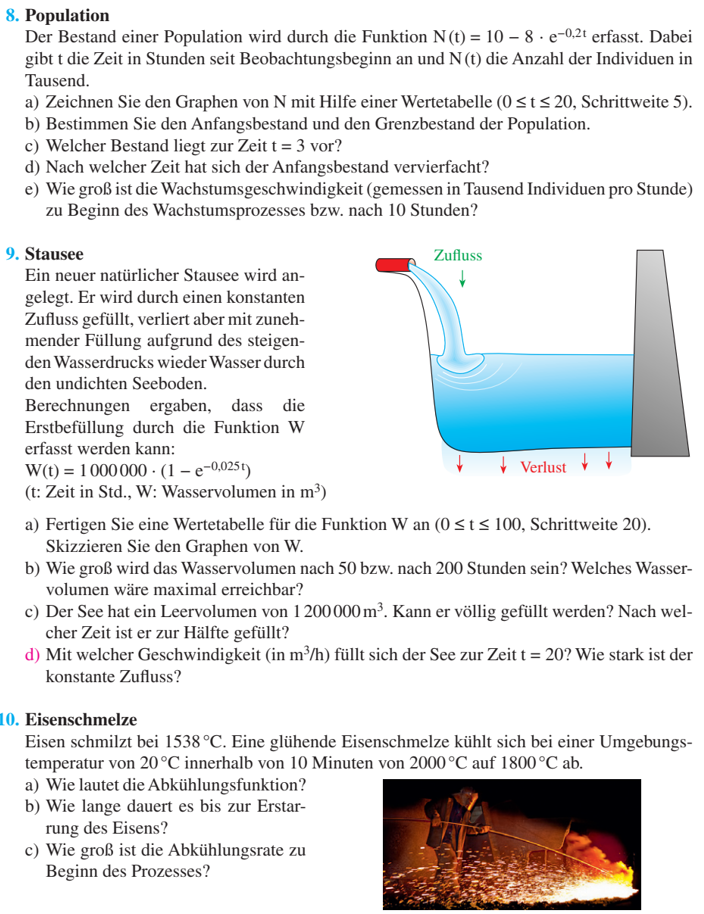 8. Population
Der Bestand einer Population wird durch die Funktion N(t) = 10 – 8 · e^–0,2t erfasst. Dabei
gibt t die Zeit in Stunden seit Beobachtungsbeginn an und N(t) die Anzahl der Individuen in
Tausend.
a) Zeichnen Sie den Graphen von N mit Hilfe einer Wertetabelle (0 ≤ t ≤ 20, Schrittweite 5).
b) Bestimmen Sie den Anfangsbestand und den Grenzbestand der Population.
c) Welcher Bestand liegt zur Zeit t = 3 vor?
d) Nach welcher Zeit hat sich der Anfangsbestand vervierfacht?
e) Wie groß ist die Wachstumsgeschwindigkeit (gemessen in Tausend Individuen pro Stunde)
zu Beginn des Wachstumsprozesses bzw. nach 10 Stunden?
9. Stausee
Ein neuer natürlicher Stausee wird an-
gelegt. Er wird durch einen konstanten
Zufluss gefüllt, verliert aber mit zuneh-
mender Füllung aufgrund des steigen-
den Wasserdrucks wieder Wasser durch
den undichten Seeboden.
Berechnungen ergaben, dass die
Erstbefüllung durch die Funktion W
erfasst werden kann:
W(t) = 1 000 000 · (1 – e^–0,025t)
(t: Zeit in Std., W: Wasservolumen in m³)
Zufluss
Verlust
a) Fertigen Sie eine Wertetabelle für die Funktion W an (0 ≤ t ≤ 100, Schrittweite 20).
Skizzieren Sie den Graphen von W.
b) Wie groß wird das Wasservolumen nach 50 bzw. nach 200 Stunden sein? Welches Wasser-
volumen wäre maximal erreichbar?
c) Der See hat ein Leervolumen von 1 200 000 m³. Kann er völlig gefüllt werden? Nach wel-
cher Zeit ist er zur Hälfte gefüllt?
d) Mit welcher Geschwindigkeit (in m³/h) füllt sich der See zur Zeit t = 20? Wie stark ist der
konstante Zufluss?
10. Eisenschmelze
Eisen schmilzt bei 1538 °C. Eine glühende Eisenschmelze kühlt sich bei einer Umgebungs-
temperatur von 20 °C innerhalb von 10 Minuten von 2000 °C auf 1800 °C ab.
a) Wie lautet die Abkühlungsfunktion?
b) Wie lange dauert es bis zur Erstar-
rung des Eisens?
c) Wie groß ist die Abkühlungsrate zu
Beginn des Prozesses?